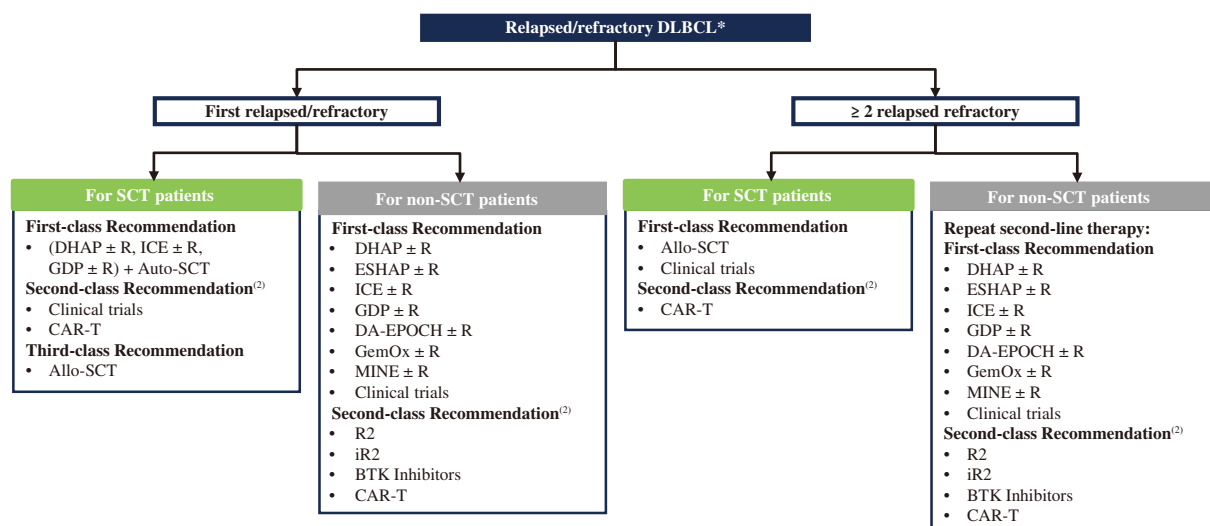 Relapsed/refractory DLBCL*
First relapsed/refractory
≥ 2 relapsed refractory
For SCT patients
First-class Recommendation
• (DHAP ± R, ICE ± R,
GDP ± R) + Auto-SCT
Second-class Recommendation(2)
• Clinical trials
• CAR-T
Third-class Recommendation
• Allo-SCT
For non-SCT patients
First-class Recommendation
• DHAP ± R
• ESHAP ± R
• ICE ± R
• GDP ± R
• DA-EPOCH ± R
• GemOx ± R
• MINE ± R
• Clinical trials
Second-class Recommendation(2)
• R2
• iR2
• BTK Inhibitors
• CAR-T
For SCT patients
First-class Recommendation
• Allo-SCT
• Clinical trials
Second-class Recommendation(2)
• CAR-T
For non-SCT patients
Repeat second-line therapy:
First-class Recommendation
• DHAP ± R
• ESHAP ± R
• ICE ± R
• GDP ± R
• DA-EPOCH ± R
• GemOx ± R
• MINE ± R
• Clinical trials
Second-class Recommendation(2)
• R2
• iR2
• BTK Inhibitors
• CAR-T